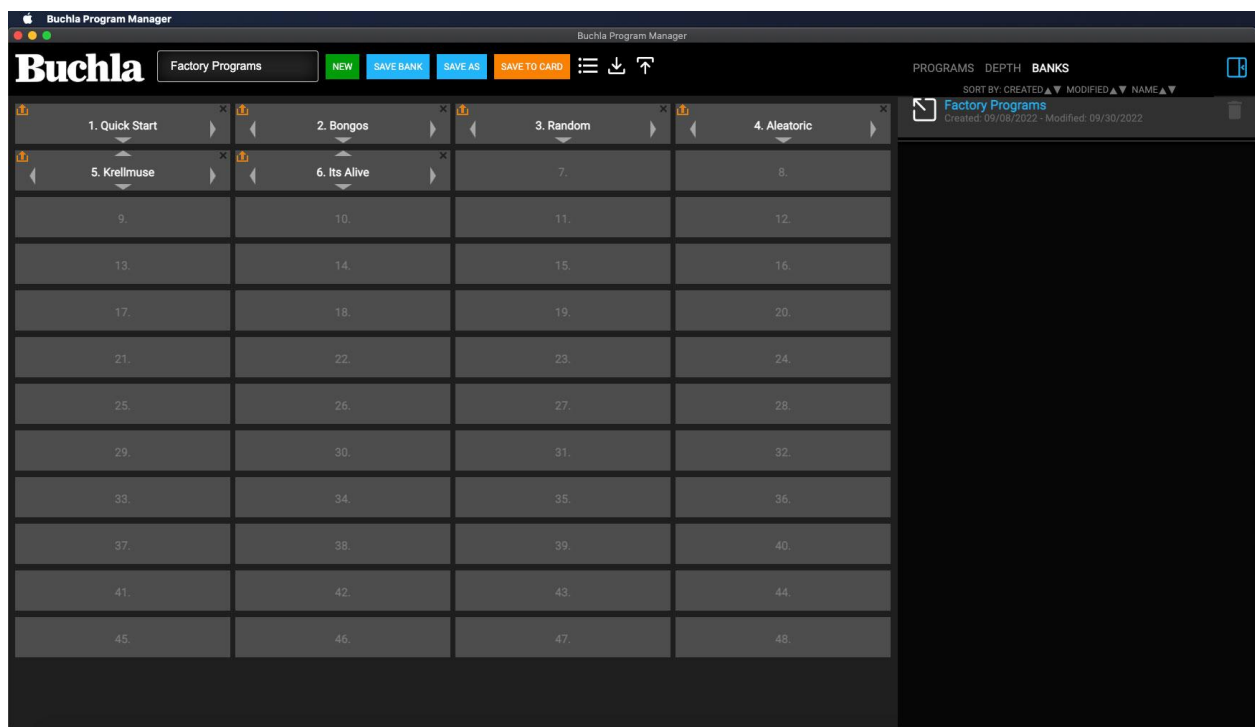 Buchla Program Manager
Buchla Program Manager
Buchla Factory Programs NEW SAVE BANK SAVE AS SAVE TO CARD
PROGRAMS DEPTH BANKS
SORT BY: CREATED▲▼ MODIFIED▲▼ NAME▲▼
Factory Programs
Created: 09/08/2022 - Modified: 09/30/2022
1. Quick Start 2. Bongos 3. Random 4. Aleatoric
5. Krellmuse 6. Its Alive 7. 8.
9. 10. 11. 12.
13. 14. 15. 16.
17. 18. 19. 20.
21. 22. 23. 24.
25. 26. 27. 28.
29. 30. 31. 32.
33. 34. 35. 36.
37. 38. 39. 40.
41. 42. 43. 44.
45. 46. 47. 48.